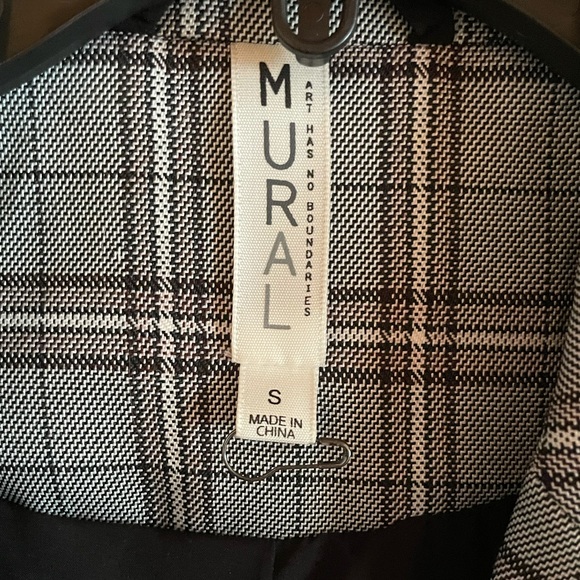 MURAL
ART HAS NO BOUNDARIES
S
MADE IN
CHINA